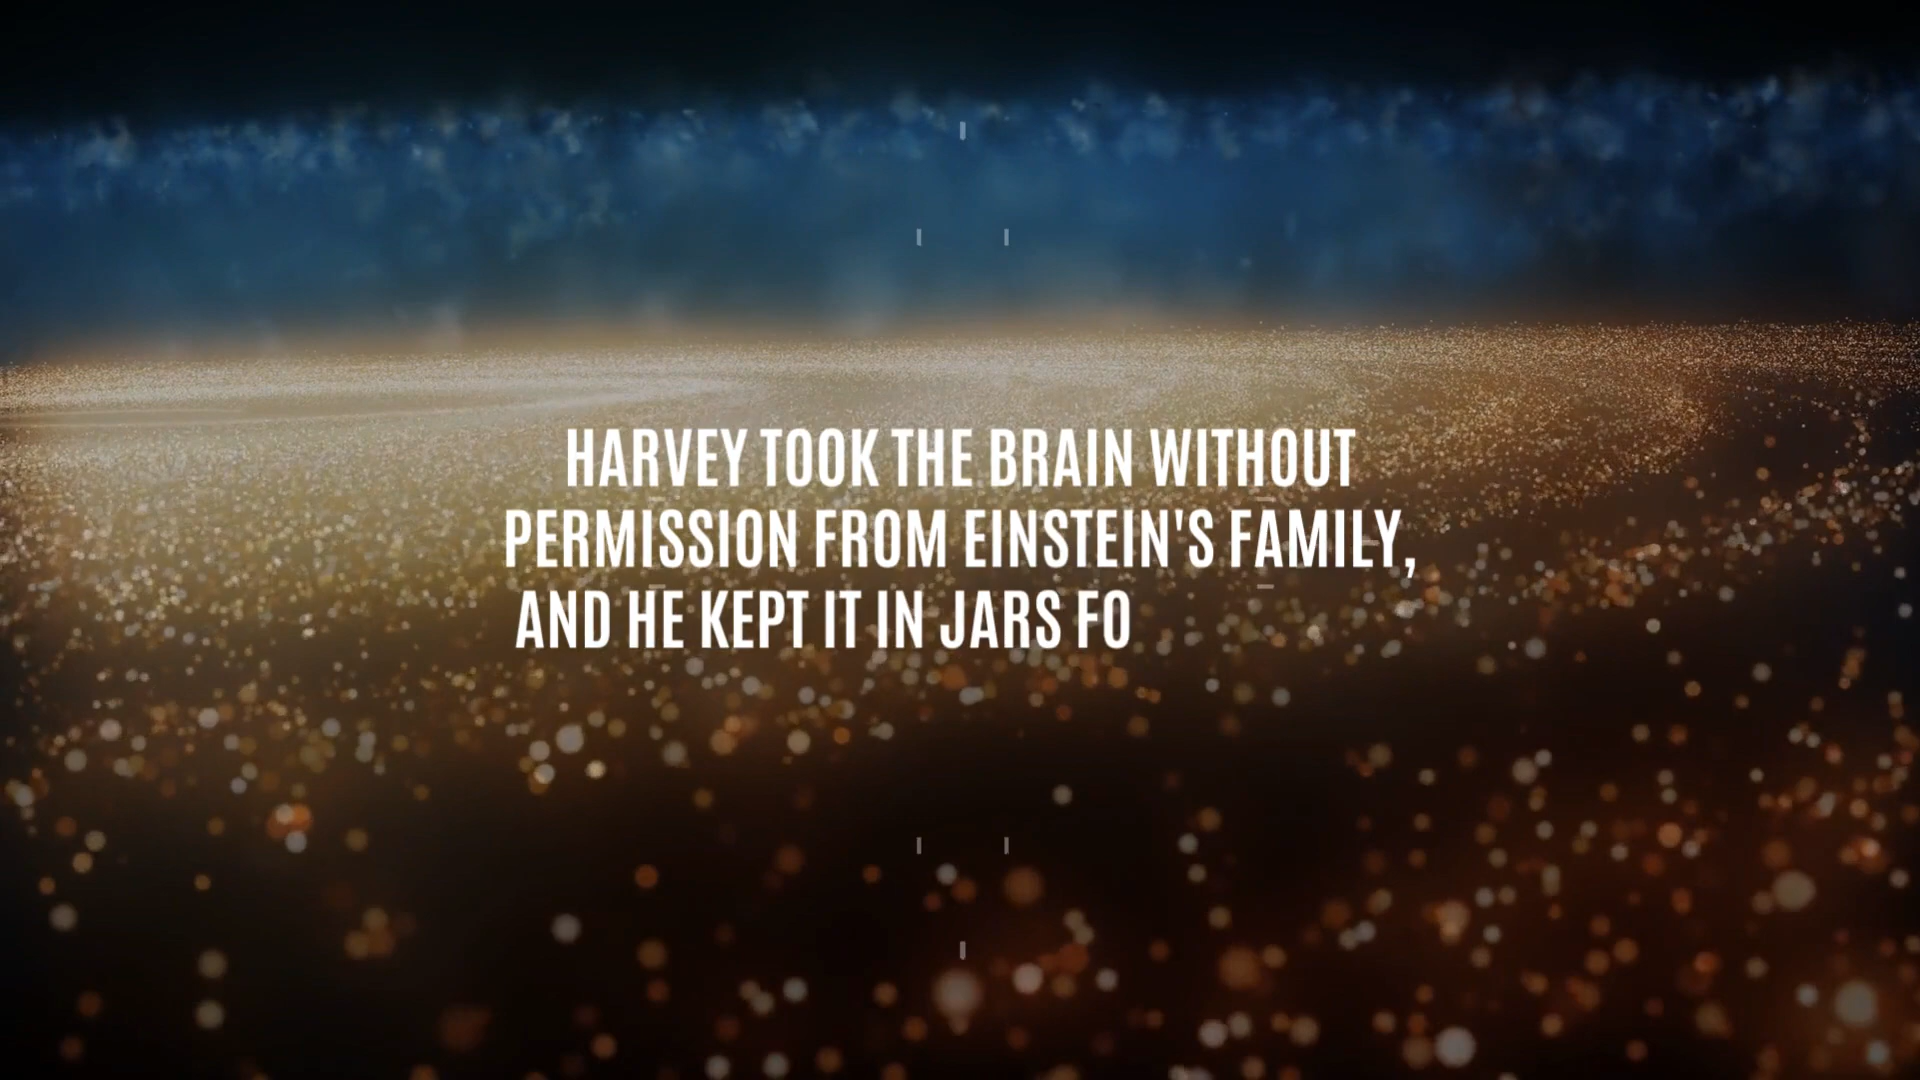 HARVEY TOOK THE BRAIN WITHOUT
PERMISSION FROM EINSTEIN'S FAMILY,
AND HE KEPT IT IN JARS FO